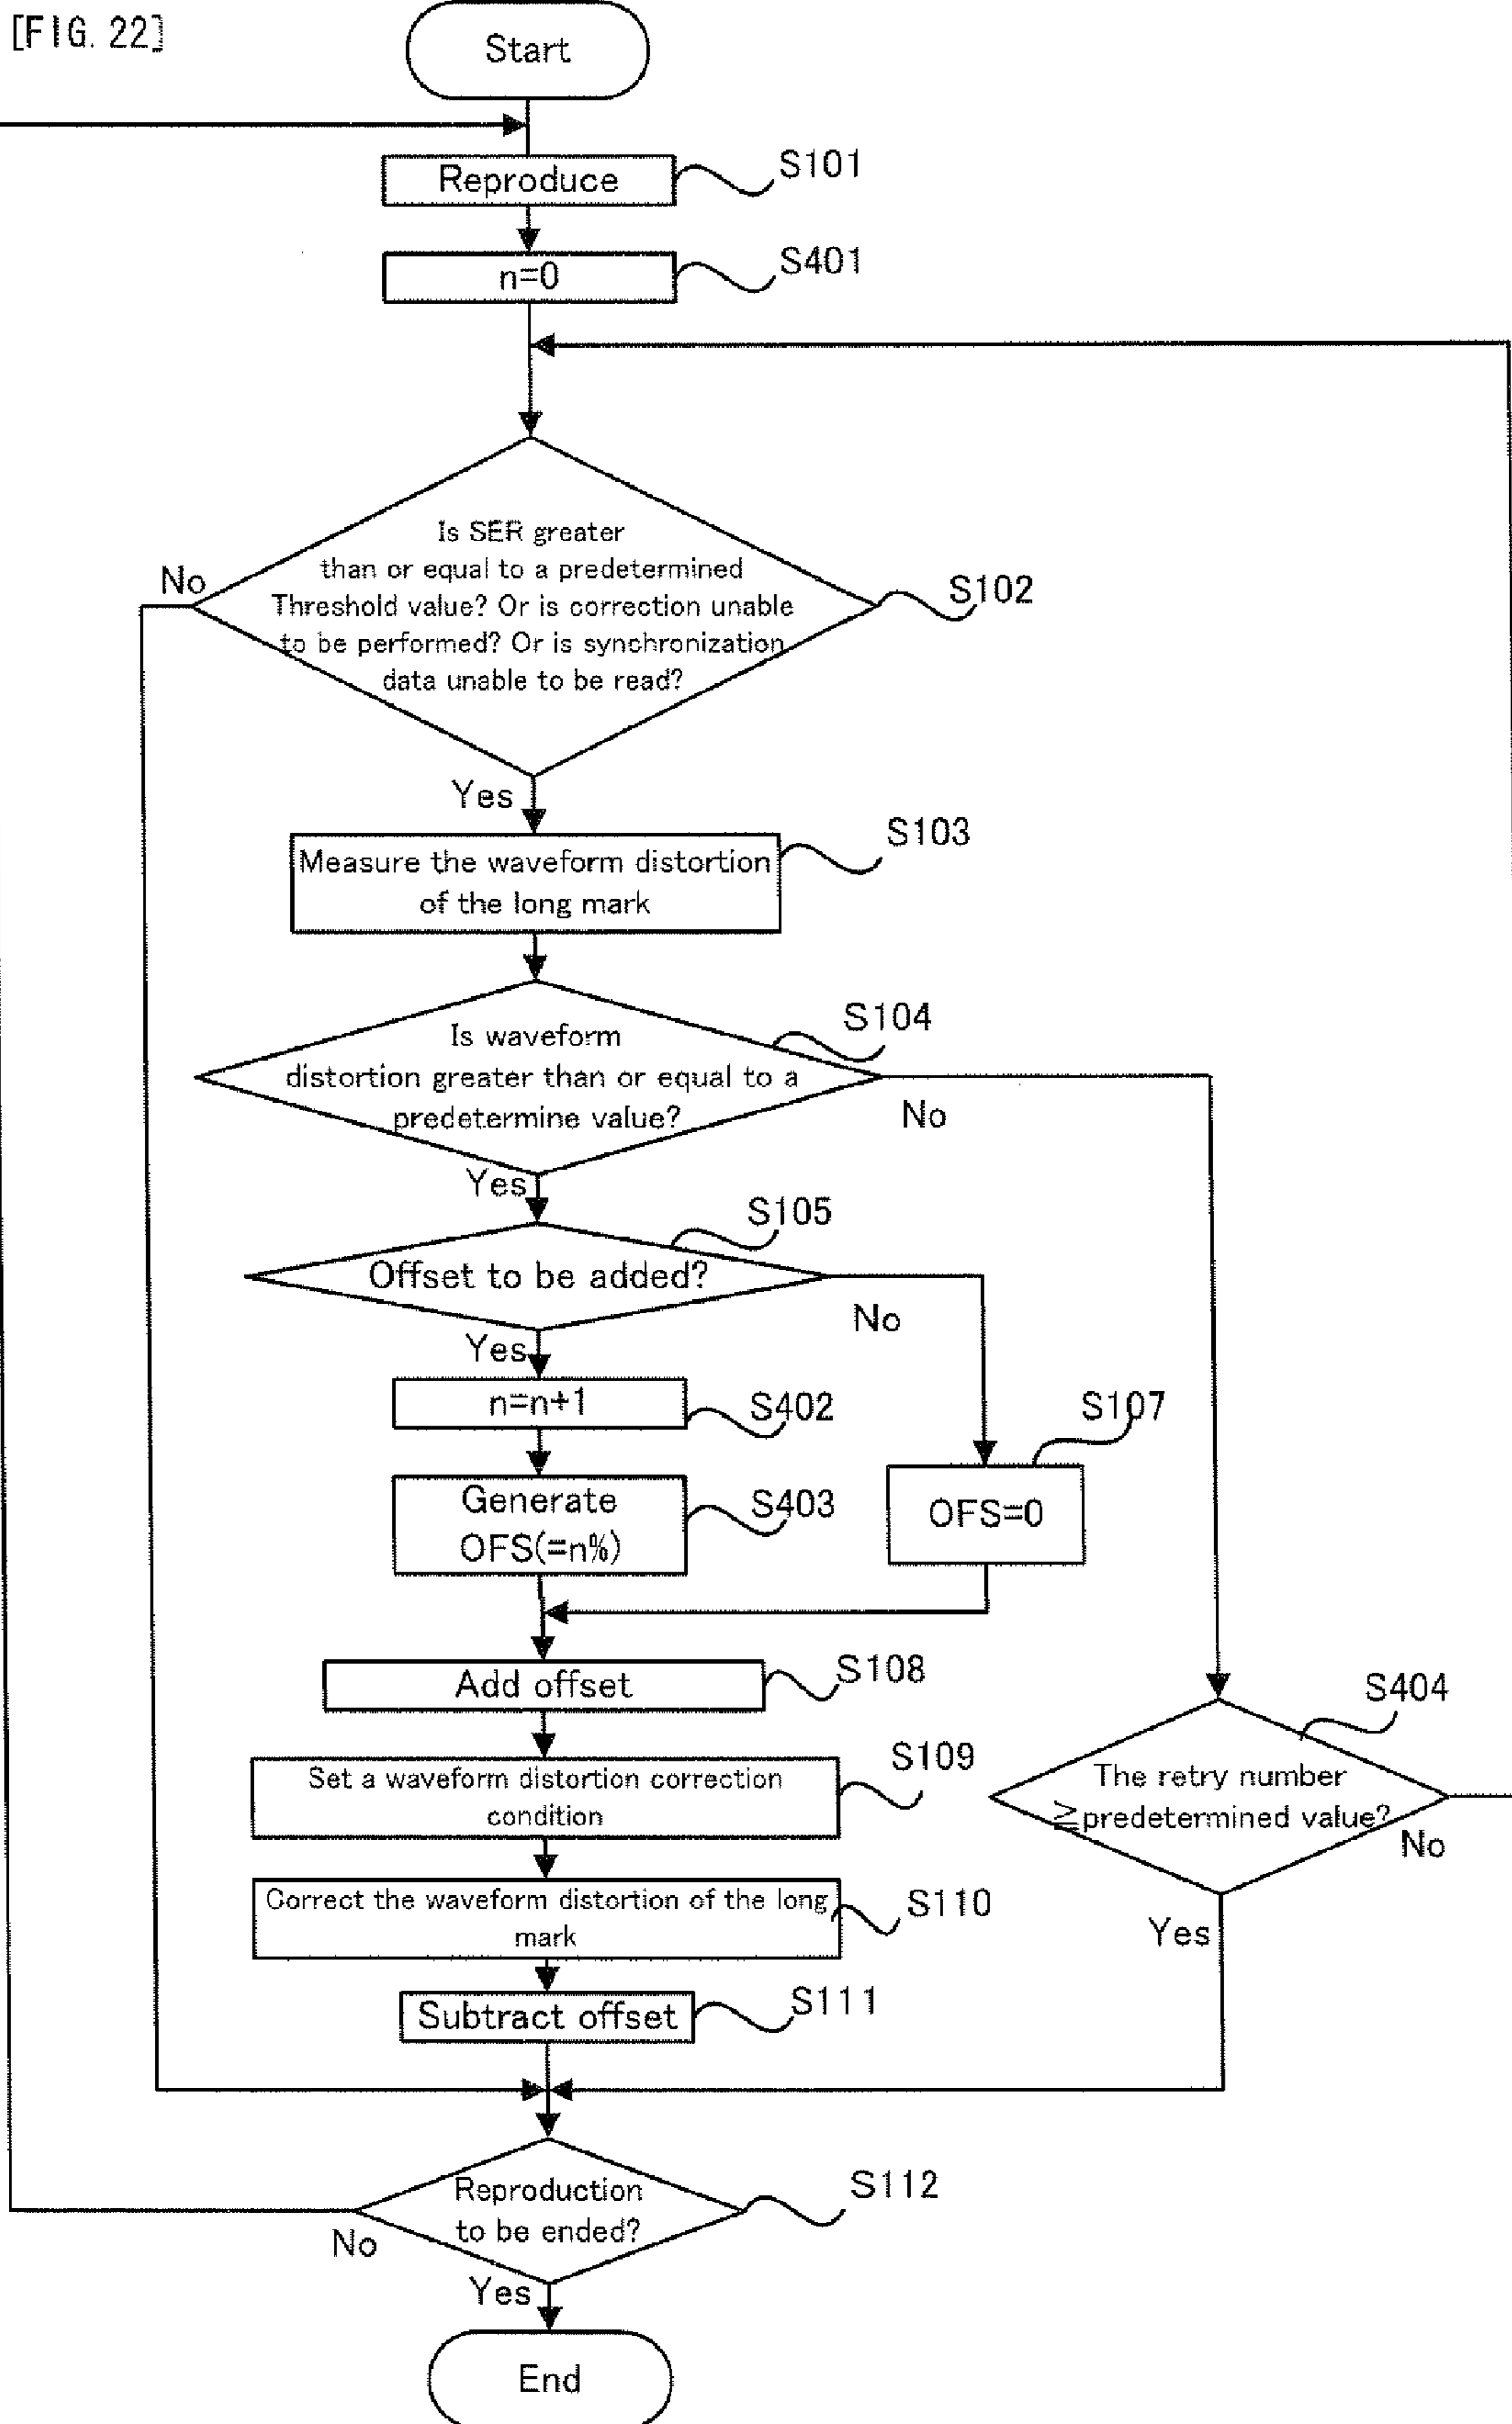 [FIG. 22]
Start
Reproduce
S101
n=0
S401
Is SER greater
than or equal to a predetermined
Threshold value? Or is correction unable
to be performed? Or is synchronization
data unable to be read?
No
S102
Yes
Measure the waveform distortion
of the long mark
S103
Is waveform
distortion greater than or equal to a
predetermine value?
S104
No
Yes
Offset to be added?
S105
No
Yes
n=n+1
S402
S107
Generate
OFS(=n%)
S403
OFS=0
Add offset
S108
Set a waveform distortion correction
condition
S109
S404
The retry number
≧predetermined value?
No
Yes
Correct the waveform distortion of the long
mark
S110
Subtract offset
S111
Reproduction
to be ended?
S112
No
Yes
End